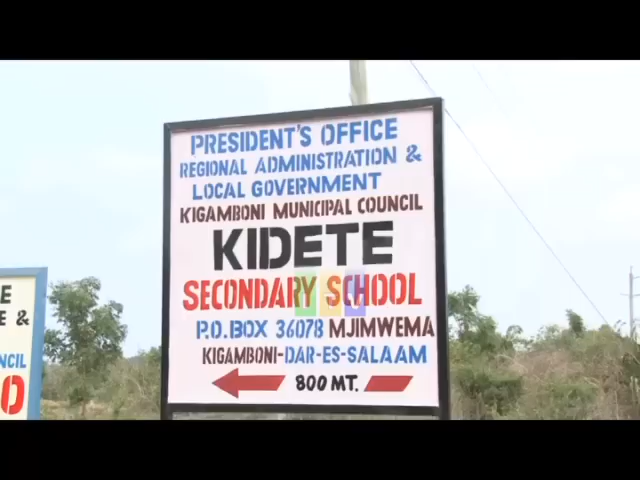 PRESIDENT'S OFFICE
REGIONAL ADMINISTRATION &
LOCAL GOVERNMENT
KIGAMBONI MUNICIPAL COUNCIL
KIDETE
SECONDARY SCHOOL
P.O.BOX 36078 MJIMWEMA
KIGAMBONI-DAR-ES-SALAAM
800 MT.
E
E &
CIL
O